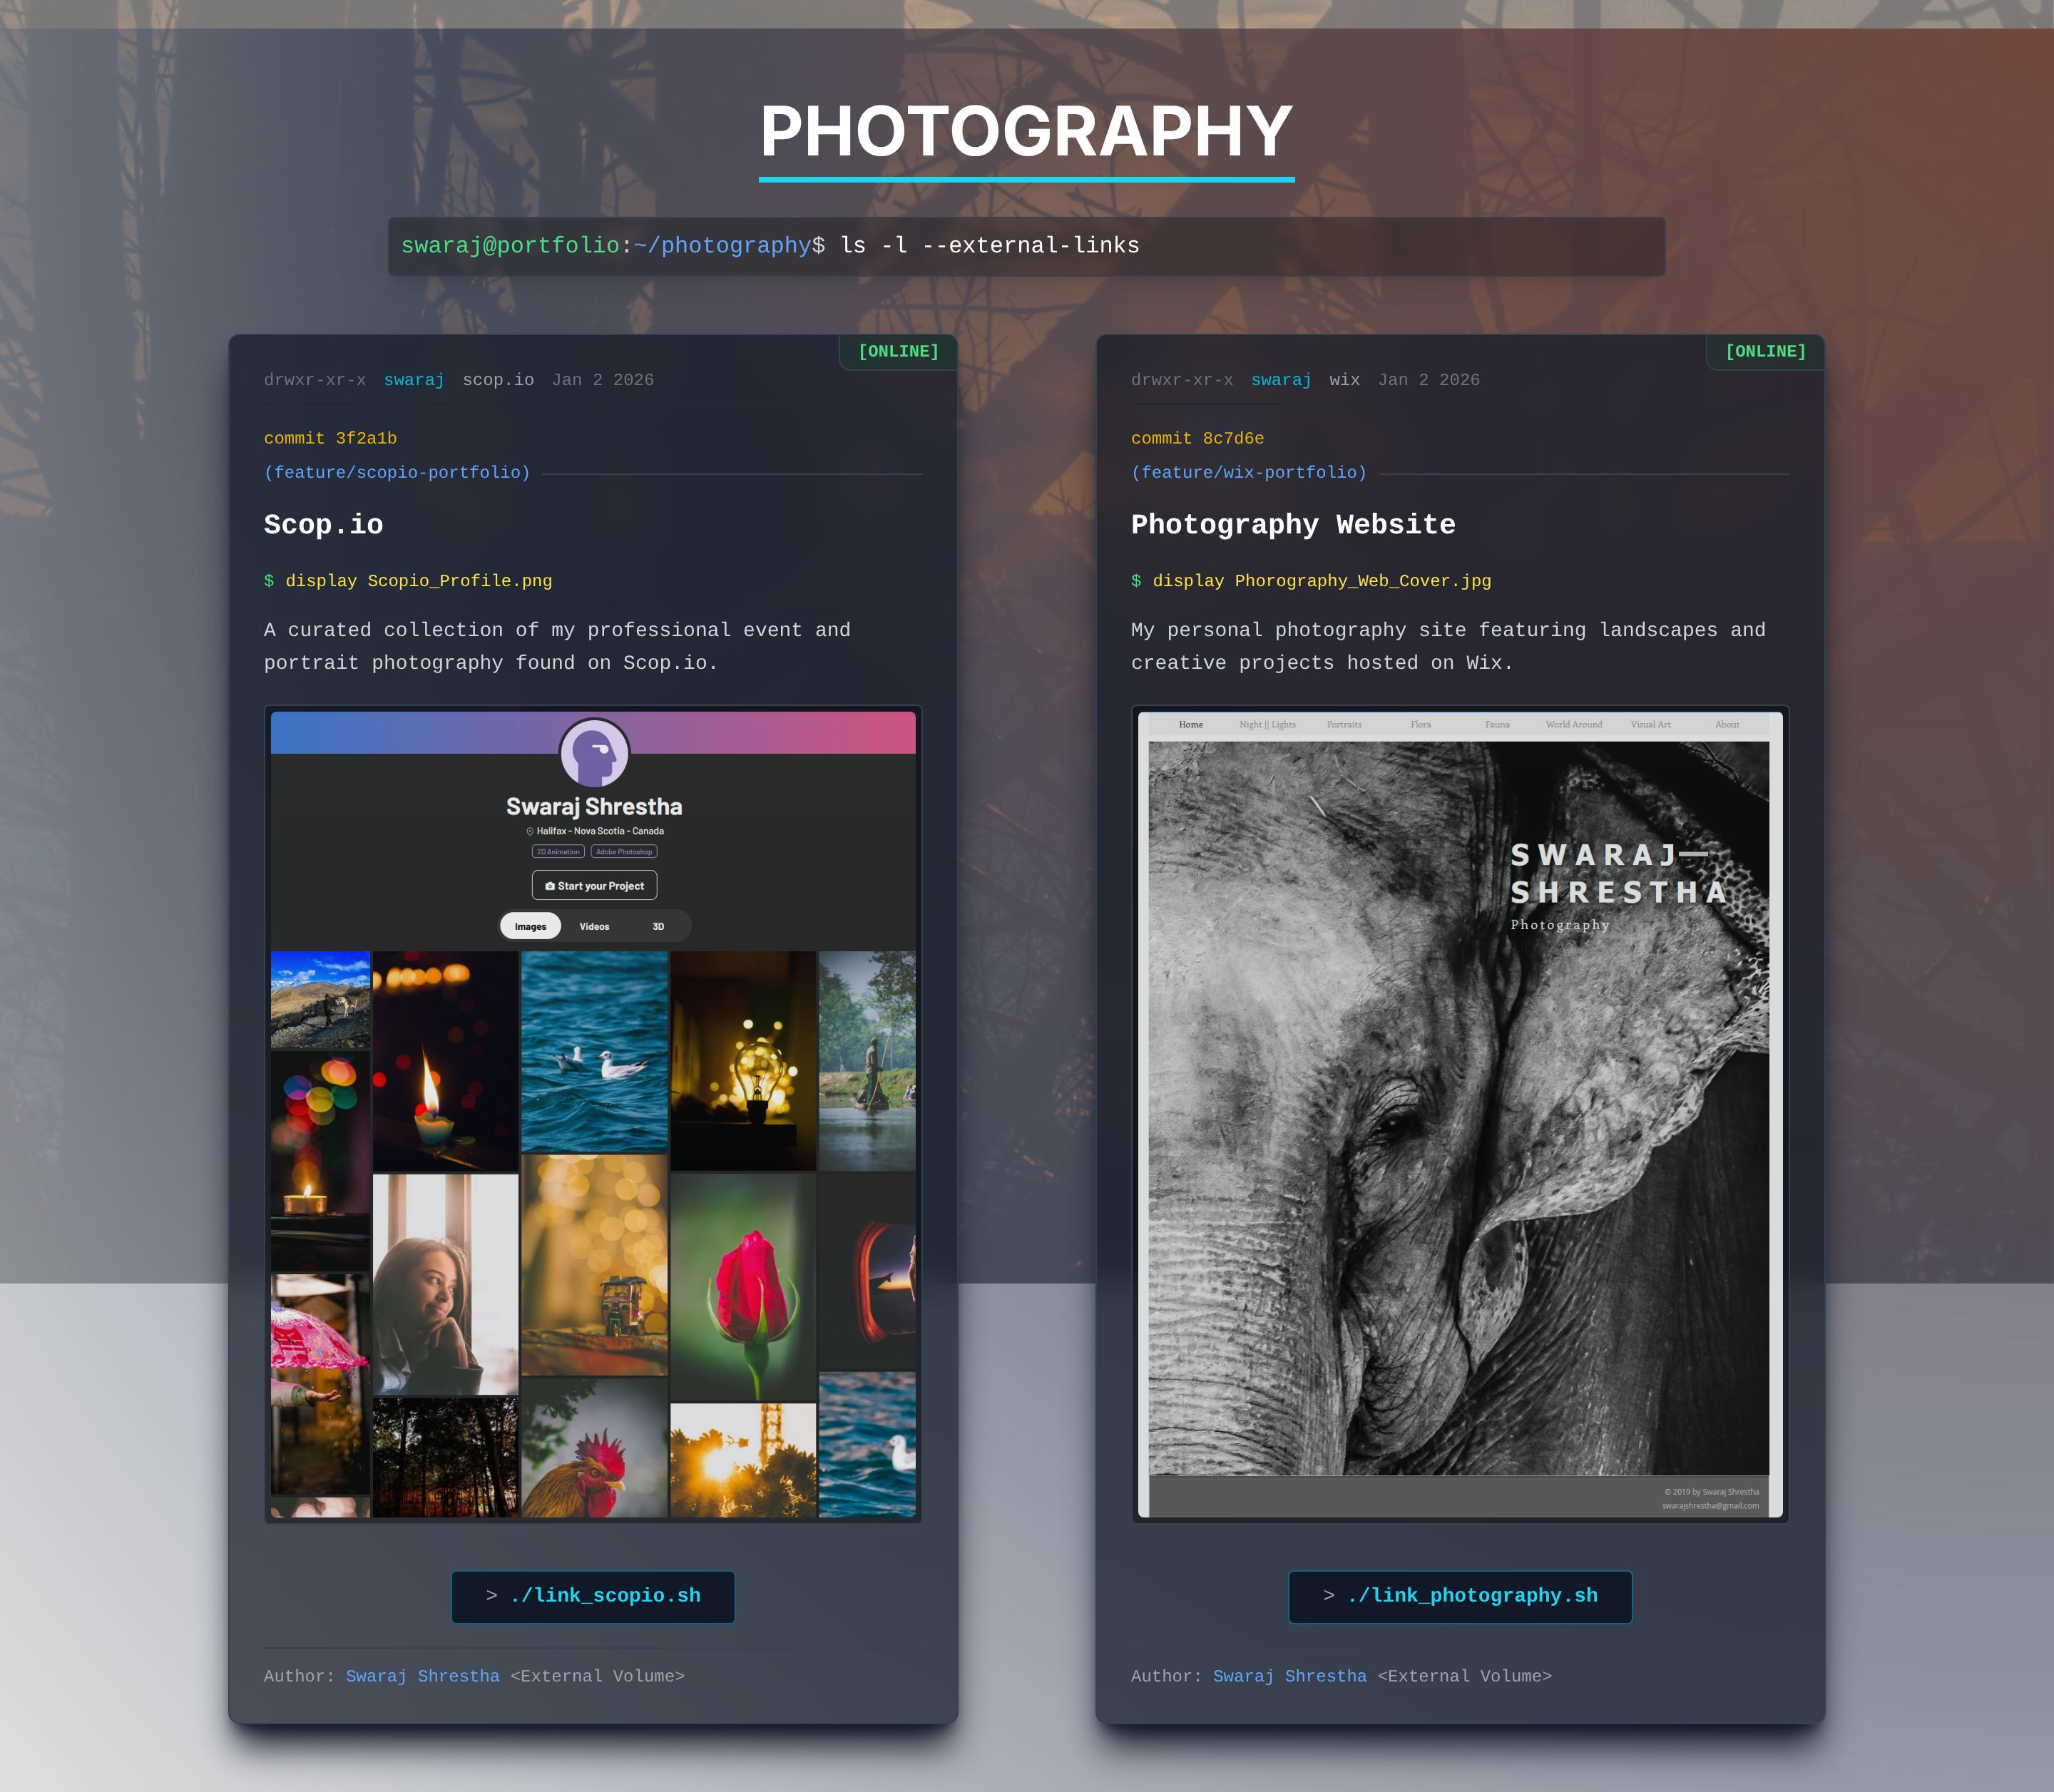 PHOTOGRAPHY
swaraj@portfolio:~/photography$ ls -l --external-links
[ONLINE]
drwxr-xr-x swaraj scop.io Jan 2 2026
commit 3f2a1b
(feature/scopio-portfolio)
Scop.io
$ display Scopio_Profile.png
A curated collection of my professional event and
portrait photography found on Scop.io.
Swaraj Shrestha
Halifax - Nova Scotia - Canada
2D Animation Adobe Photoshop
Start your Project
Images Videos 3D
> ./link_scopio.sh
Author: Swaraj Shrestha <External Volume>
[ONLINE]
drwxr-xr-x swaraj wix Jan 2 2026
commit 8c7d6e
(feature/wix-portfolio)
Photography Website
$ display Phorography_Web_Cover.jpg
My personal photography site featuring landscapes and
creative projects hosted on Wix.
Home Night || Lights Portraits Flora Fauna World Around Visual Art About
SWARAJ—
SHRESTHA
Photography
© 2019 by Swaraj Shrestha
swarajshrestha@gmail.com
> ./link_photography.sh
Author: Swaraj Shrestha <External Volume>